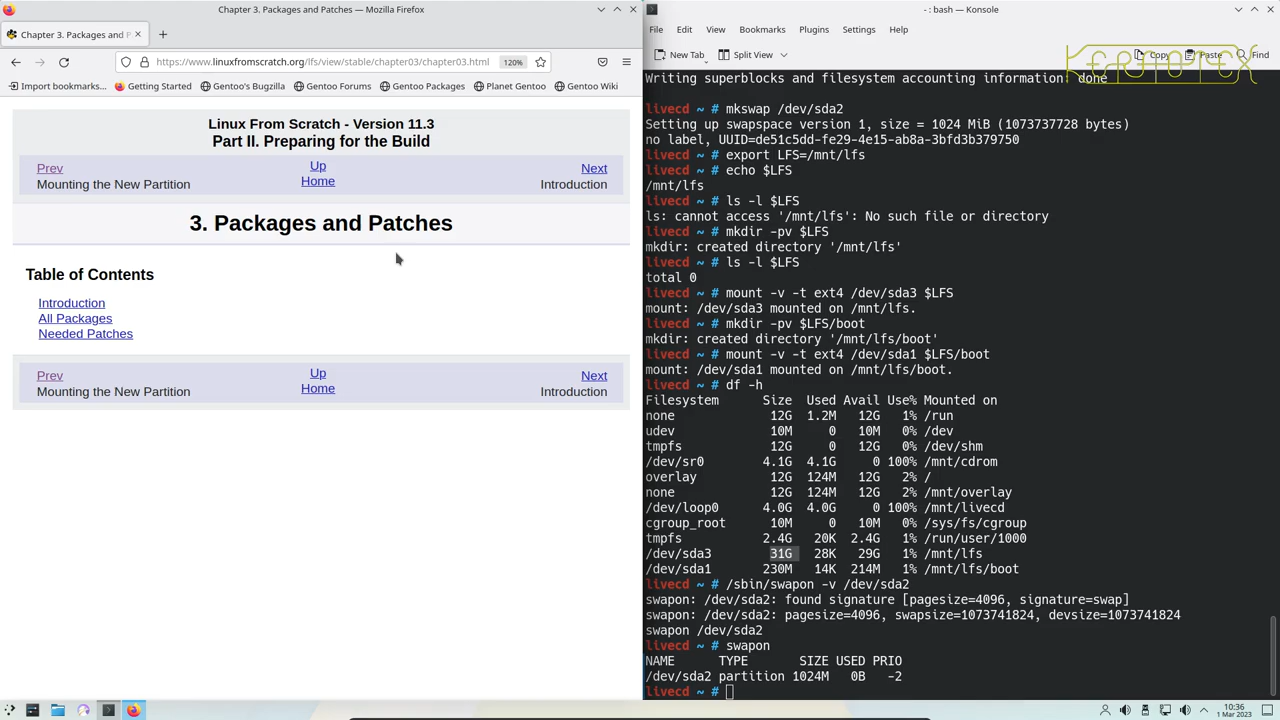 Chapter 3. Packages and Patches — Mozilla Firefox
Chapter 3. Packages and P
https://www.linuxfromscratch.org/lfs/view/stable/chapter03/chapter03.html
120%
Import bookmarks...
Getting Started
Gentoo's Bugzilla
Gentoo Forums
Gentoo Packages
Planet Gentoo
Gentoo Wiki
Linux From Scratch - Version 11.3
Part II. Preparing for the Build
Prev
Up
Next
Mounting the New Partition
Home
Introduction
3. Packages and Patches
Table of Contents
Introduction
All Packages
Needed Patches
Prev
Up
Next
Mounting the New Partition
Home
Introduction
- : bash — Konsole
File Edit View Bookmarks Plugins Settings Help
New Tab Split View Copy Paste Find
Writing superblocks and filesystem accounting information: done
livecd ~ # mkswap /dev/sda2
Setting up swapspace version 1, size = 1024 MiB (1073737728 bytes)
no label, UUID=de51c5dd-fe29-4e15-ab8a-3bfd3b379750
livecd ~ # export LFS=/mnt/lfs
livecd ~ # echo $LFS
/mnt/lfs
livecd ~ # ls -l $LFS
ls: cannot access '/mnt/lfs': No such file or directory
livecd ~ # mkdir -pv $LFS
mkdir: created directory '/mnt/lfs'
livecd ~ # ls -l $LFS
total 0
livecd ~ # mount -v -t ext4 /dev/sda3 $LFS
mount: /dev/sda3 mounted on /mnt/lfs.
livecd ~ # mkdir -pv $LFS/boot
mkdir: created directory '/mnt/lfs/boot'
livecd ~ # mount -v -t ext4 /dev/sda1 $LFS/boot
mount: /dev/sda1 mounted on /mnt/lfs/boot.
livecd ~ # df -h
Filesystem Size Used Avail Use% Mounted on
none 12G 1.2M 12G 1% /run
udev 10M 0 10M 0% /dev
tmpfs 12G 0 12G 0% /dev/shm
/dev/sr0 4.1G 4.1G 0 100% /mnt/cdrom
overlay 12G 124M 12G 2% /
none 12G 124M 12G 2% /mnt/overlay
/dev/loop0 4.0G 4.0G 0 100% /mnt/livecd
cgroup_root 10M 0 10M 0% /sys/fs/cgroup
tmpfs 2.4G 20K 2.4G 1% /run/user/1000
/dev/sda3 31G 28K 29G 1% /mnt/lfs
/dev/sda1 230M 14K 214M 1% /mnt/lfs/boot
livecd ~ # /sbin/swapon -v /dev/sda2
swapon: /dev/sda2: found signature [pagesize=4096, signature=swap]
swapon: /dev/sda2: pagesize=4096, swapsize=1073741824, devsize=1073741824
swapon /dev/sda2
livecd ~ # swapon
NAME TYPE SIZE USED PRIO
/dev/sda2 partition 1024M 0B -2
livecd ~ #
10:36
1 Mar 2023